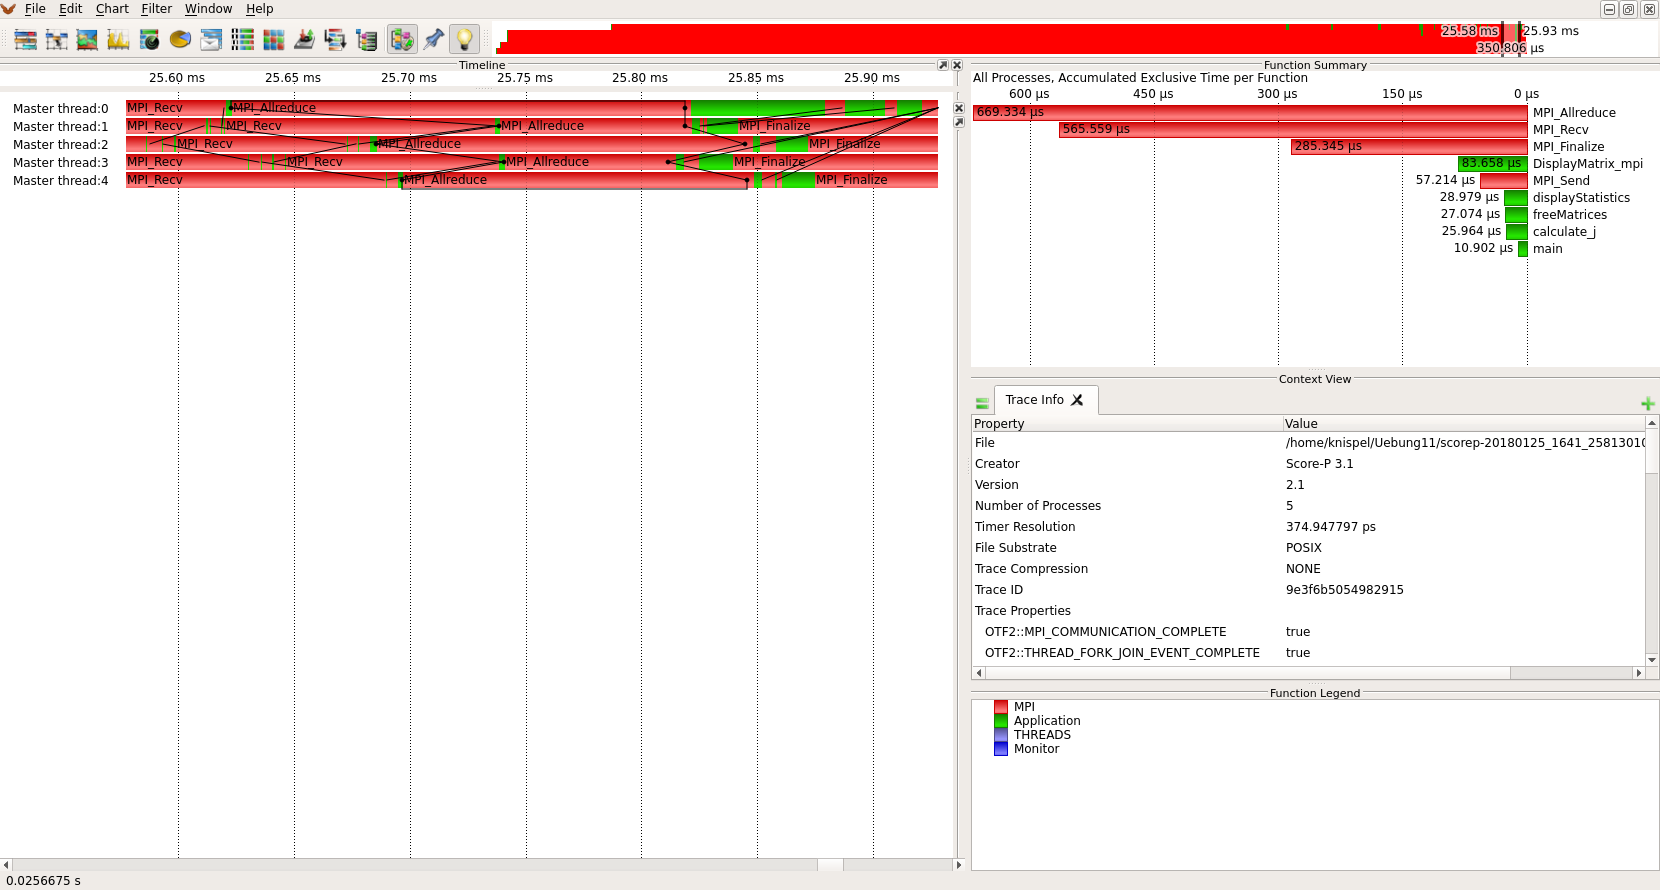 File Edit Chart Filter Window Help
25.58 ms 25.93 ms
350.806 µs
Timeline
25.60 ms 25.65 ms 25.70 ms 25.75 ms 25.80 ms 25.85 ms 25.90 ms
Master thread:0 MPI_Recv MPI_Allreduce
Master thread:1 MPI_Recv MPI_Recv MPI_Allreduce MPI_Finalize
Master thread:2 MPI_Recv MPI_Allreduce MPI_Finalize
Master thread:3 MPI_Recv MPI_Recv MPI_Allreduce MPI_Finalize
Master thread:4 MPI_Recv MPI_Allreduce MPI_Finalize
0.0256675 s
Function Summary
All Processes, Accumulated Exclusive Time per Function
600 µs 450 µs 300 µs 150 µs 0 µs
669.334 µs MPI_Allreduce
565.559 µs MPI_Recv
285.345 µs MPI_Finalize
83.658 µs DisplayMatrix_mpi
57.214 µs MPI_Send
28.979 µs displayStatistics
27.074 µs freeMatrices
25.964 µs calculate_j
10.902 µs main
Context View
Trace Info
Property Value
File /home/knispel/Uebung11/scorep-20180125_1641_25813010
Creator Score-P 3.1
Version 2.1
Number of Processes 5
Timer Resolution 374.947797 ps
File Substrate POSIX
Trace Compression NONE
Trace ID 9e3f6b5054982915
Trace Properties
OTF2::MPI_COMMUNICATION_COMPLETE true
OTF2::THREAD_FORK_JOIN_EVENT_COMPLETE true
Function Legend
MPI
Application
THREADS
Monitor